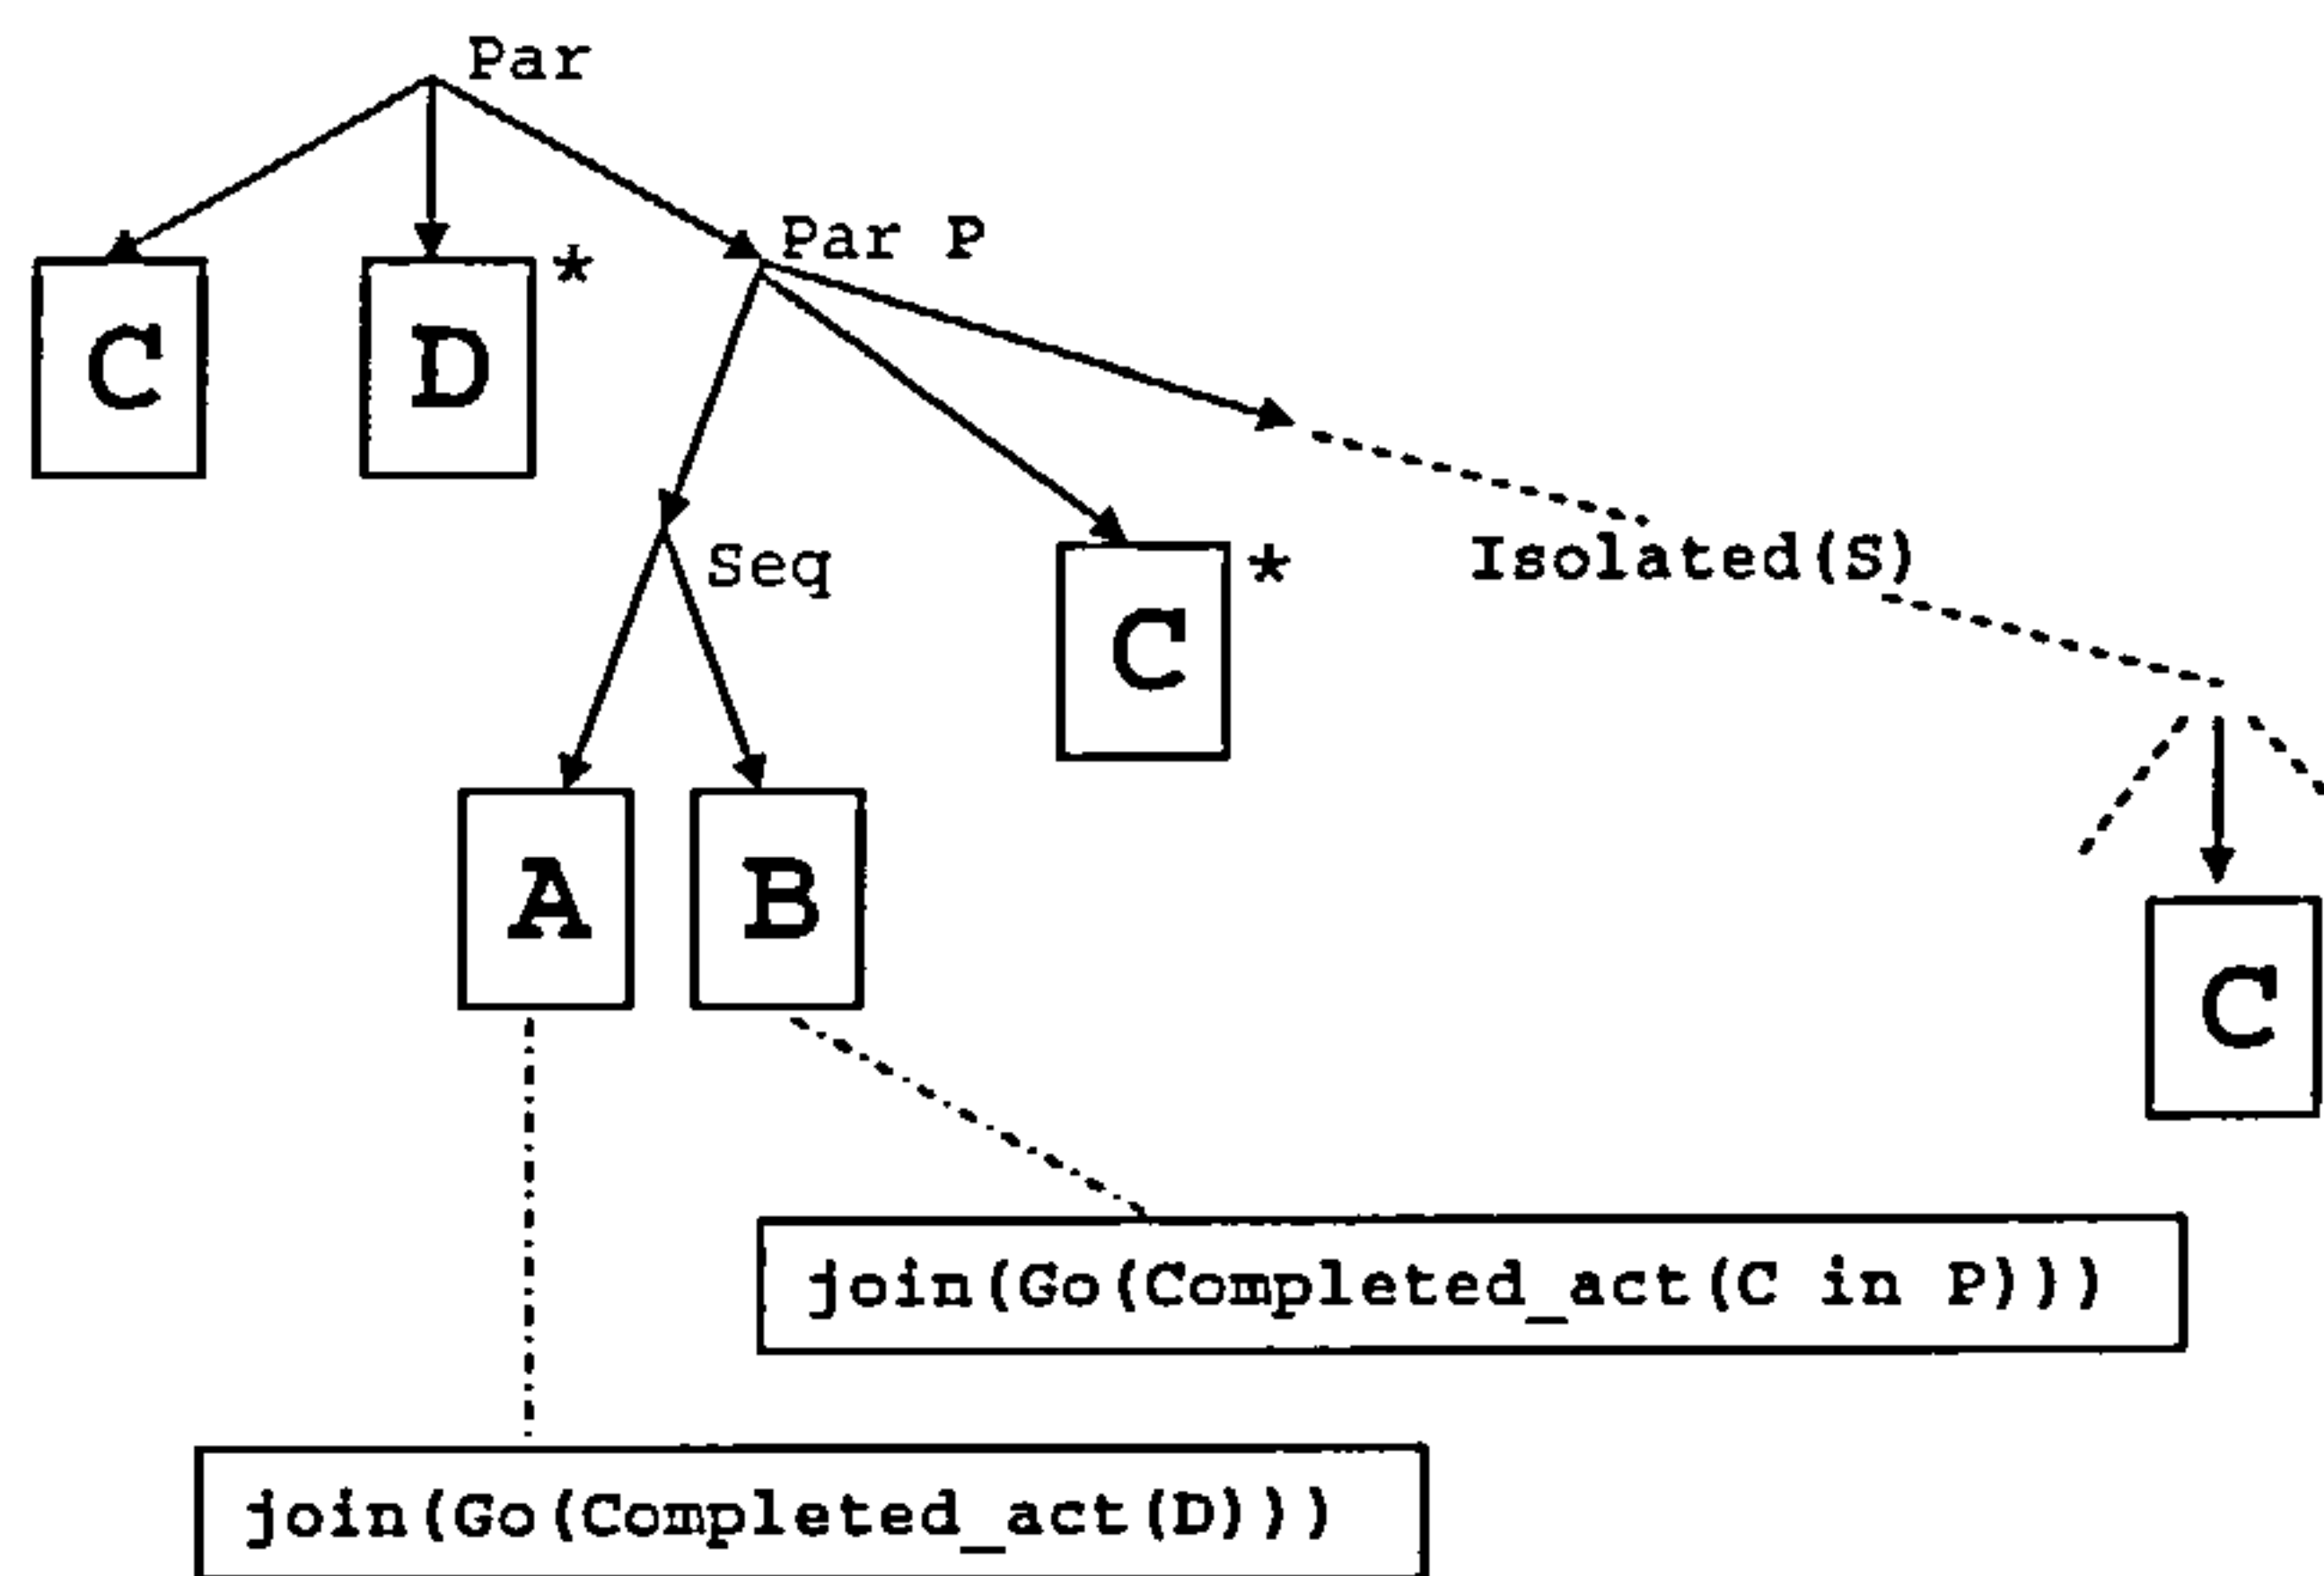 Par
Par P
C
D *
Seq
C *
Isolated(S)
A
B
C
join(Go(Completed_act(C in P)))
join(Go(Completed_act(D)))